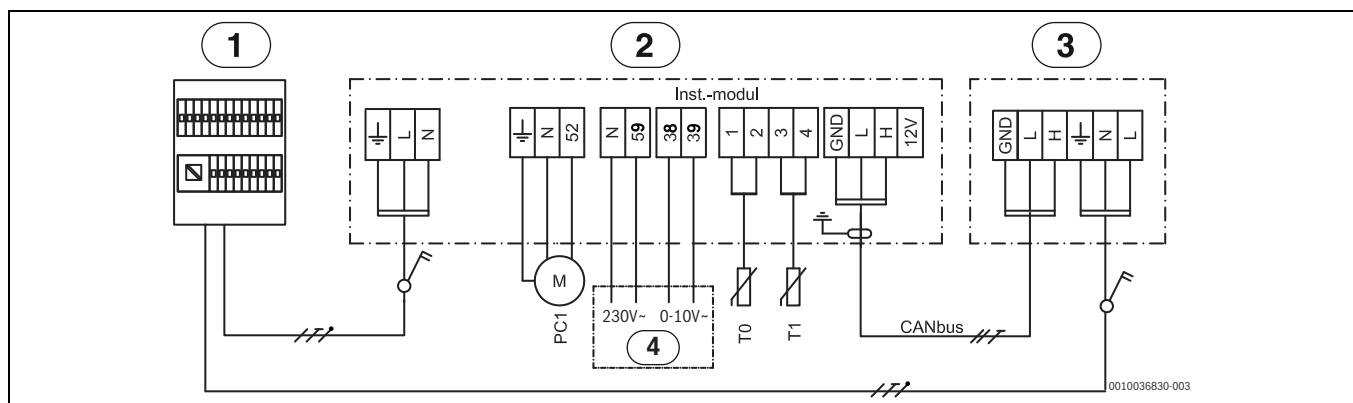 1
2
3
Inst.-modul
L
N
N
52
N
59
38
39
1
2
3
4
GND
L
H
12V
GND
L
H
N
L
M
PC1
230V~
0-10V~
4
T0
T1
CANbus
0010036830-003